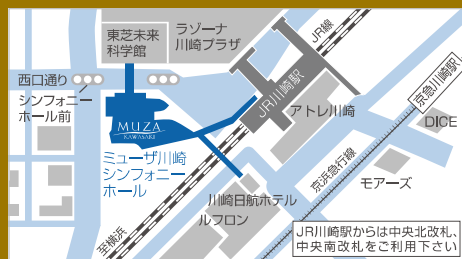 東芝未来
科学館
ラゾーナ
川崎プラザ
JR線
西口通り
シンフォニー
ホール前
MUZA
KAWASAKI
ミューザ川崎
シンフォニー
ホール
JR川崎駅
アトレ川崎
京急川崎駅
DICE
京浜急行線
モアーズ
川崎日航ホテル
ルフロン
至横浜
JR川崎駅からは中央北改札、
中央南改札をご利用下さい